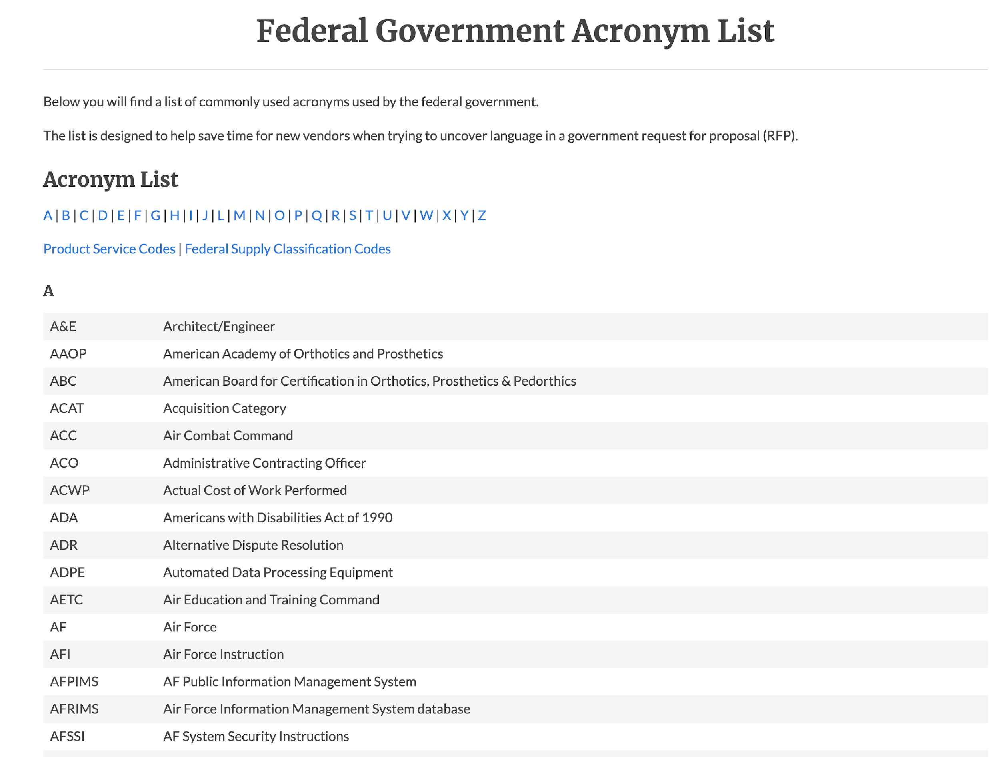 Federal Government Acronym List
Below you will find a list of commonly used acronyms used by the federal government.
The list is designed to help save time for new vendors when trying to uncover language in a government request for proposal (RFP).
Acronym List
A | B | C | D | E | F | G | H | I | J | L | M | N | O | P | Q | R | S | T | U | V | W | X | Y | Z
Product Service Codes | Federal Supply Classification Codes
A
A&E Architect/Engineer
AAOP American Academy of Orthotics and Prosthetics
ABC American Board for Certification in Orthotics, Prosthetics & Pedorthics
ACAT Acquisition Category
ACC Air Combat Command
ACO Administrative Contracting Officer
ACWP Actual Cost of Work Performed
ADA Americans with Disabilities Act of 1990
ADR Alternative Dispute Resolution
ADPE Automated Data Processing Equipment
AETC Air Education and Training Command
AF Air Force
AFI Air Force Instruction
AFPIMS AF Public Information Management System
AFRIMS Air Force Information Management System database
AFSSI AF System Security Instructions